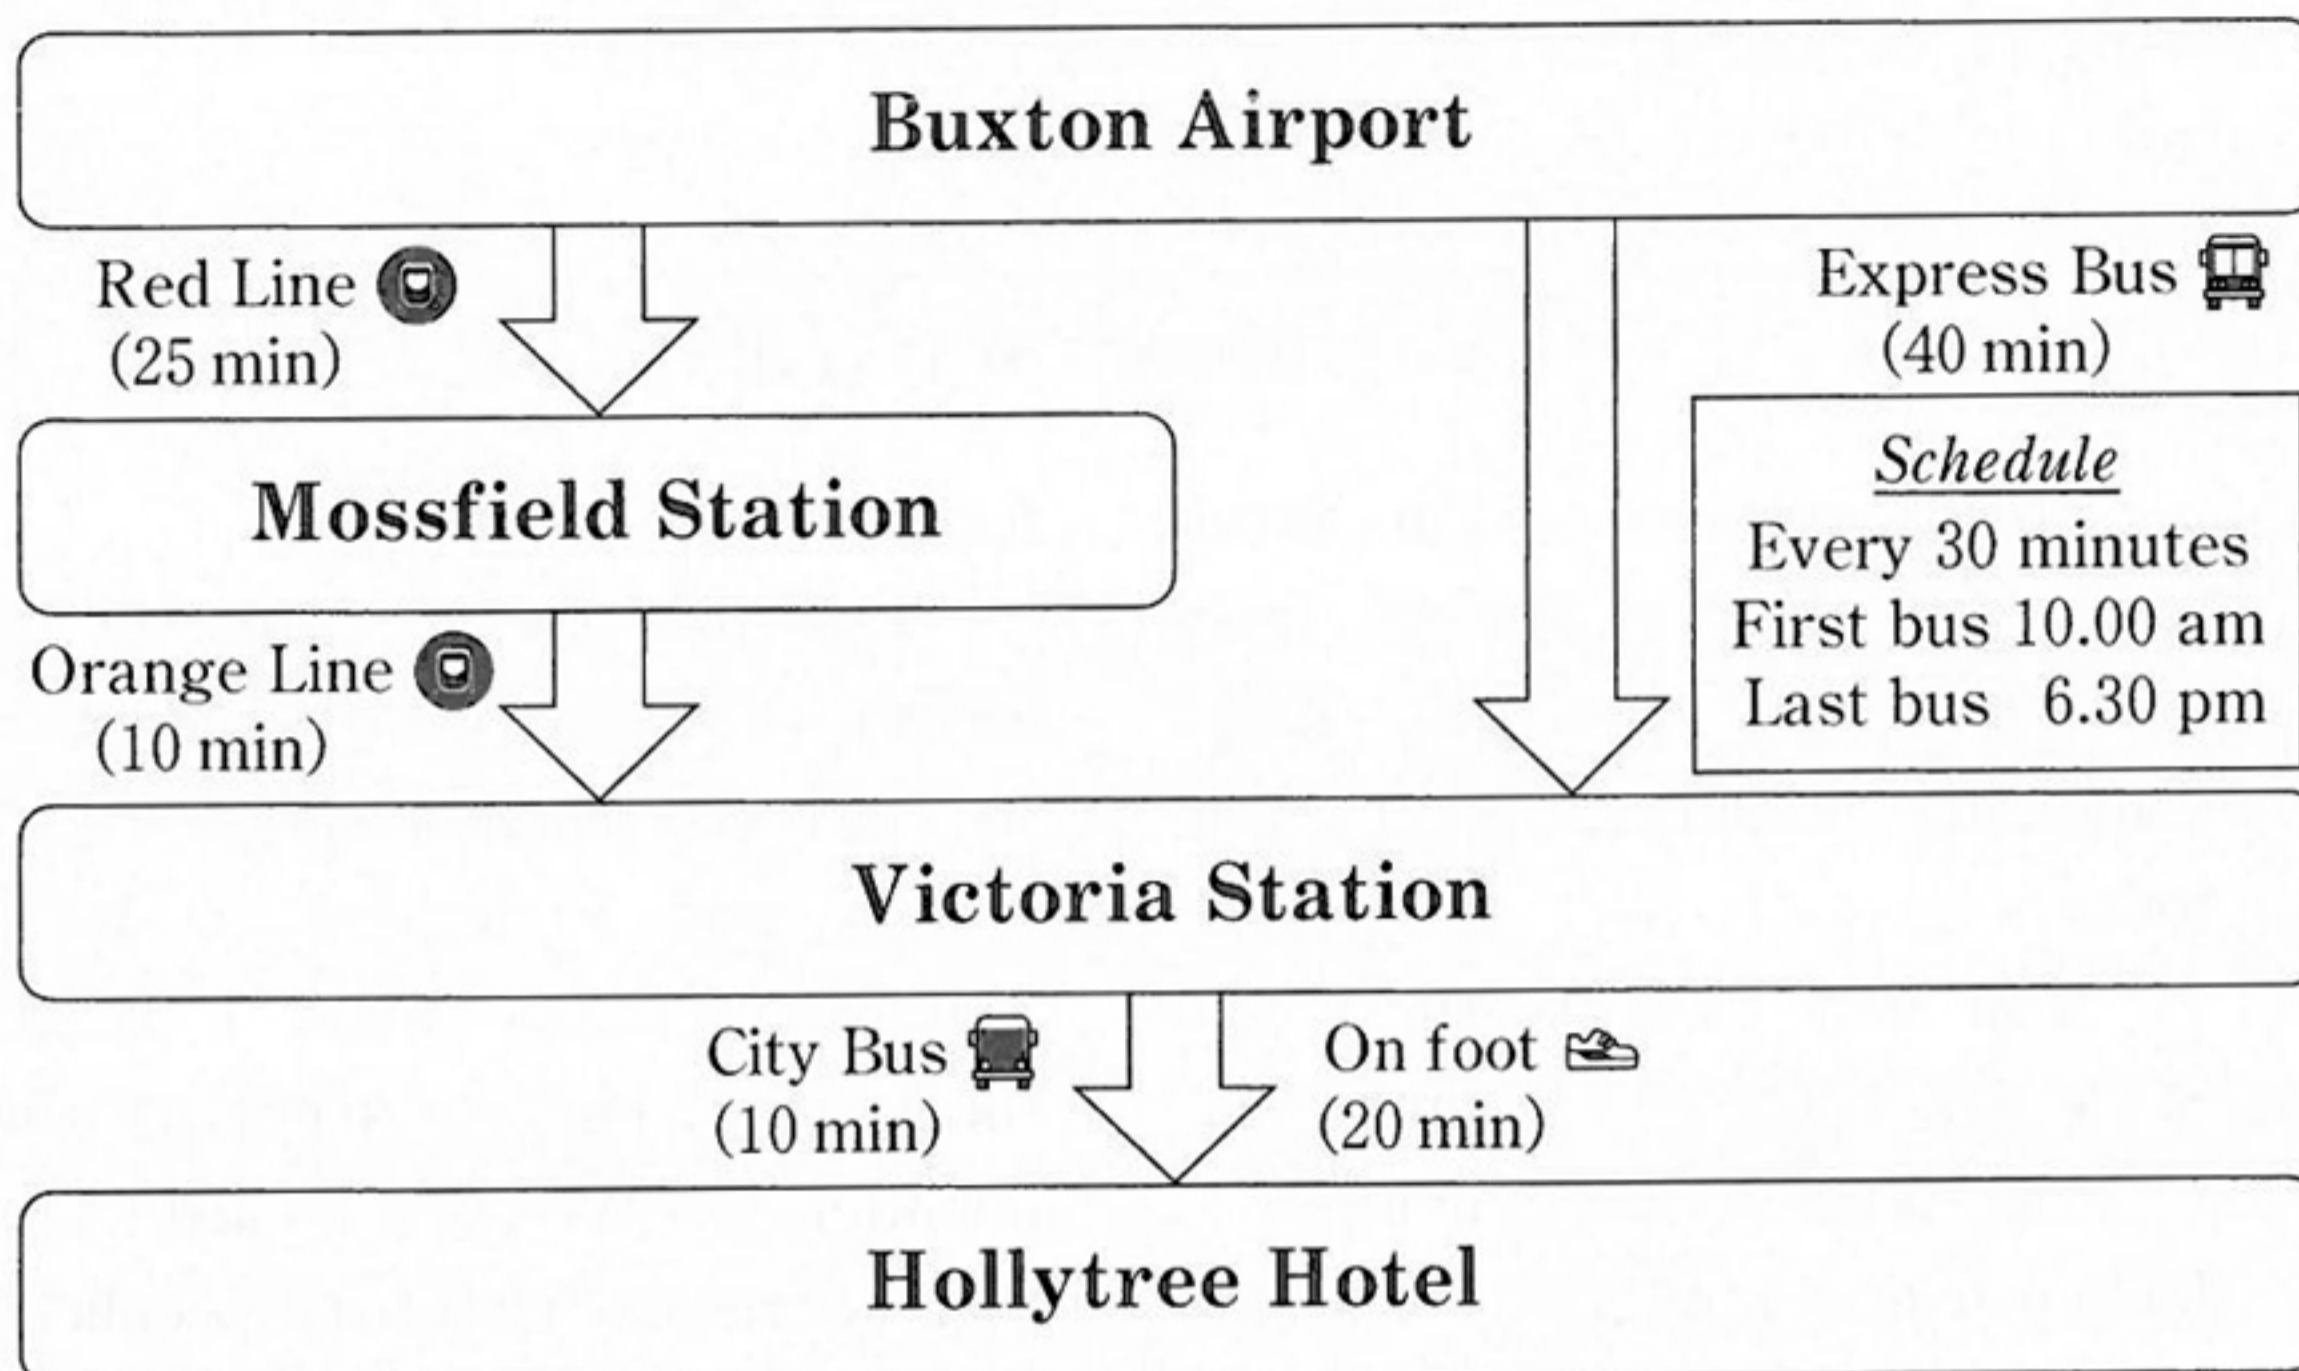 Buxton Airport
Red Line
(25 min)
Express Bus
(40 min)
Mossfield Station
Schedule
Every 30 minutes
First bus 10.00 am
Last bus 6.30 pm
Orange Line
(10 min)
Victoria Station
City Bus
(10 min)
On foot
(20 min)
Hollytree Hotel